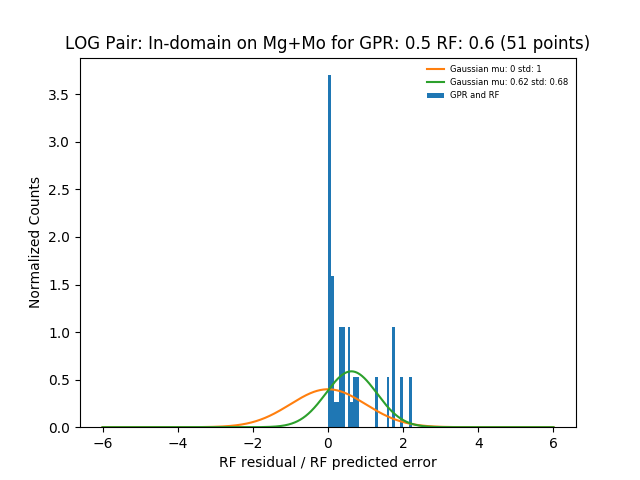 LOG Pair: In-domain on Mg+Mo for GPR: 0.5 RF: 0.6 (51 points)
Gaussian mu: 0 std: 1
Gaussian mu: 0.62 std: 0.68
GPR and RF
Normalized Counts
3.5
3.0
2.5
2.0
1.5
1.0
0.5
0.0
−6
−4
−2
0
2
4
6
RF residual / RF predicted error